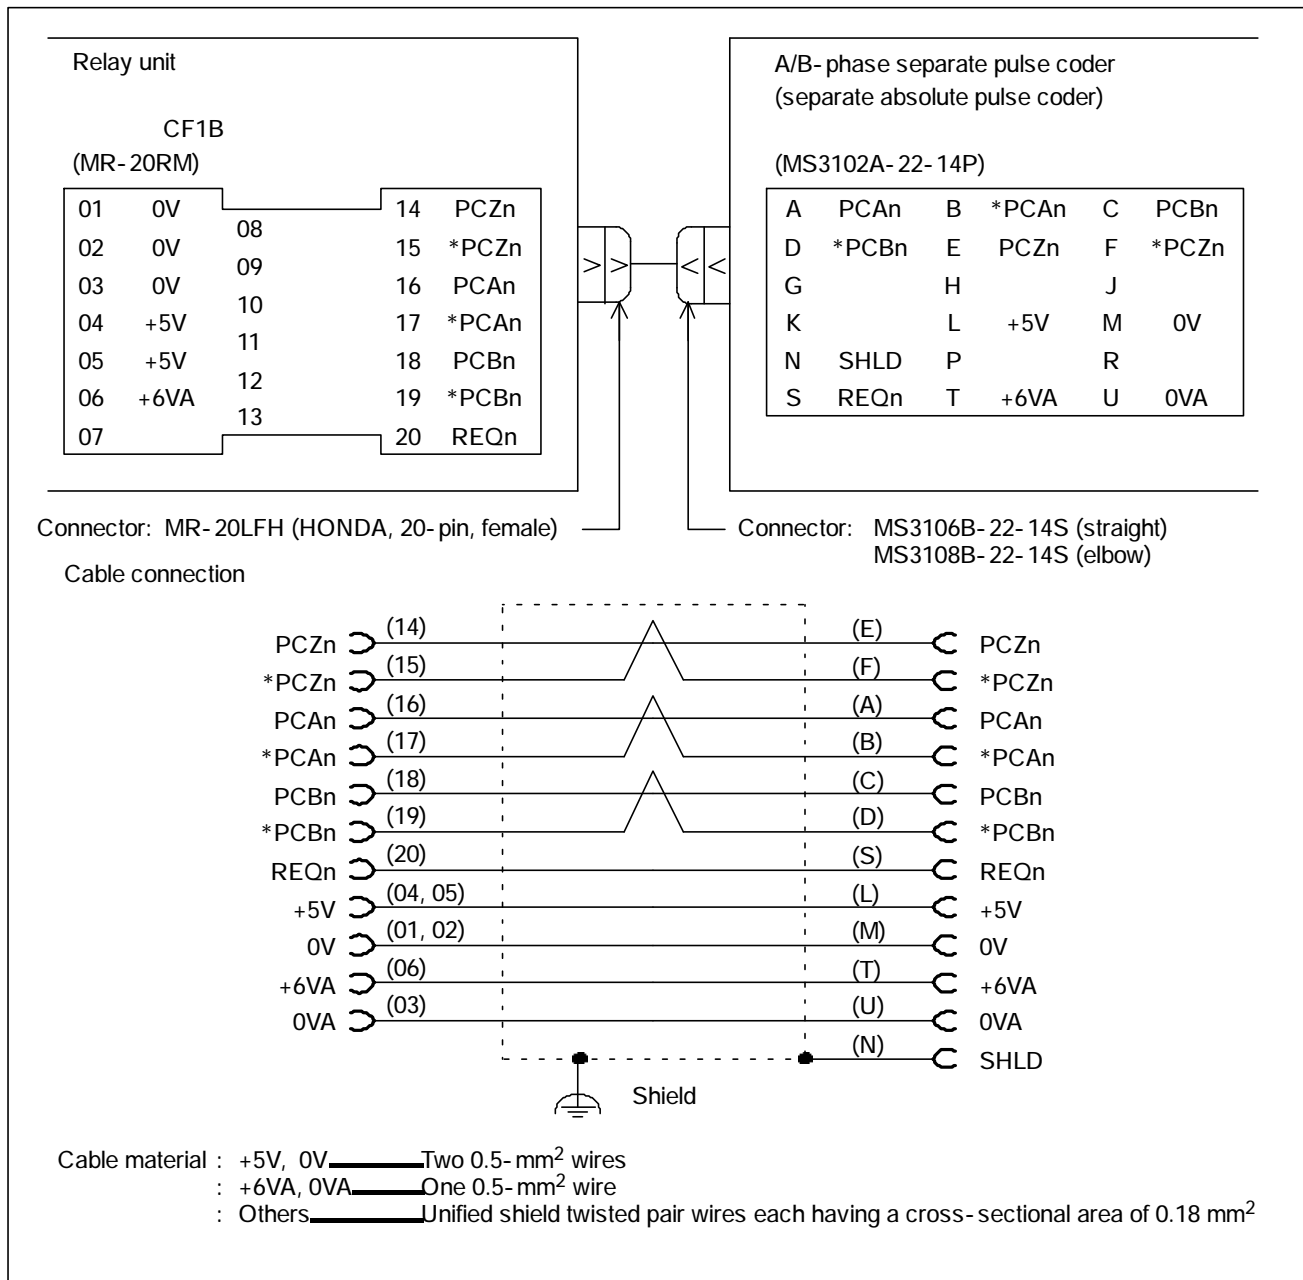 Relay unit
CF1B
(MR-20RM)
01 0V 14 PCZn
08
02 0V 15 *PCZn
09
03 0V 16 PCAn
10
04 +5V 17 *PCAn
11
05 +5V 18 PCBn
12
06 +6VA 19 *PCBn
13
07 20 REQn
A/B-phase separate pulse coder
(separate absolute pulse coder)
(MS3102A-22-14P)
A PCAn B *PCAn C PCBn
D *PCBn E PCZn F *PCZn
G H J
K L +5V M 0V
N SHLD P R
S REQn T +6VA U 0VA
Connector: MR-20LFH (HONDA, 20-pin, female)
Connector: MS3106B-22-14S (straight)
MS3108B-22-14S (elbow)
Cable connection
PCZn (14) (E) PCZn
*PCZn (15) (F) *PCZn
PCAn (16) (A) PCAn
*PCAn (17) (B) *PCAn
PCBn (18) (C) PCBn
*PCBn (19) (D) *PCBn
REQn (20) (S) REQn
+5V (04, 05) (L) +5V
0V (01, 02) (M) 0V
+6VA (06) (T) +6VA
0VA (03) (U) 0VA
(N) SHLD
Shield
Cable material : +5V, 0V Two 0.5-mm² wires
: +6VA, 0VA One 0.5-mm² wire
: Others Unified shield twisted pair wires each having a cross-sectional area of 0.18 mm²